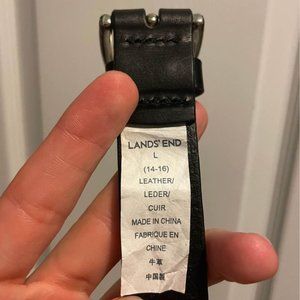 LANDS' END
L
(14-16)
LEATHER/
LEDER/
CUIR
MADE IN CHINA
FABRIQUE EN
CHINE
牛革
中国製